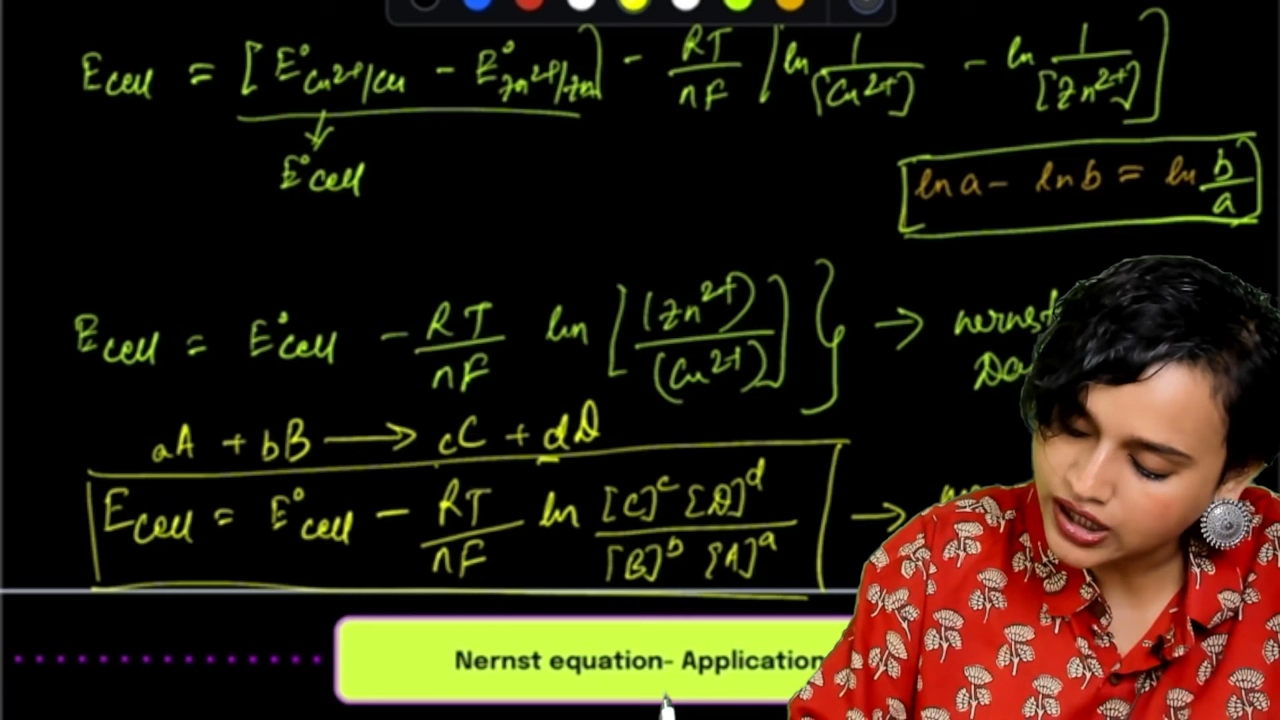 Ecell = [E°Cu2+/Cu - E°Zn2+/Zn] - RT/nF [ln 1/[Cu2+] - ln 1/[Zn2+]]
E°cell
ln a - ln b = ln b/a
Ecell = E°cell - RT/nF ln [(Zn2+)/(Cu2+)] } →
aA + bB → cC + dD
Ecell = E°cell - RT/nF ln [C]^c [D]^d / [B]^b [A]^a →
Nernst equation- Application